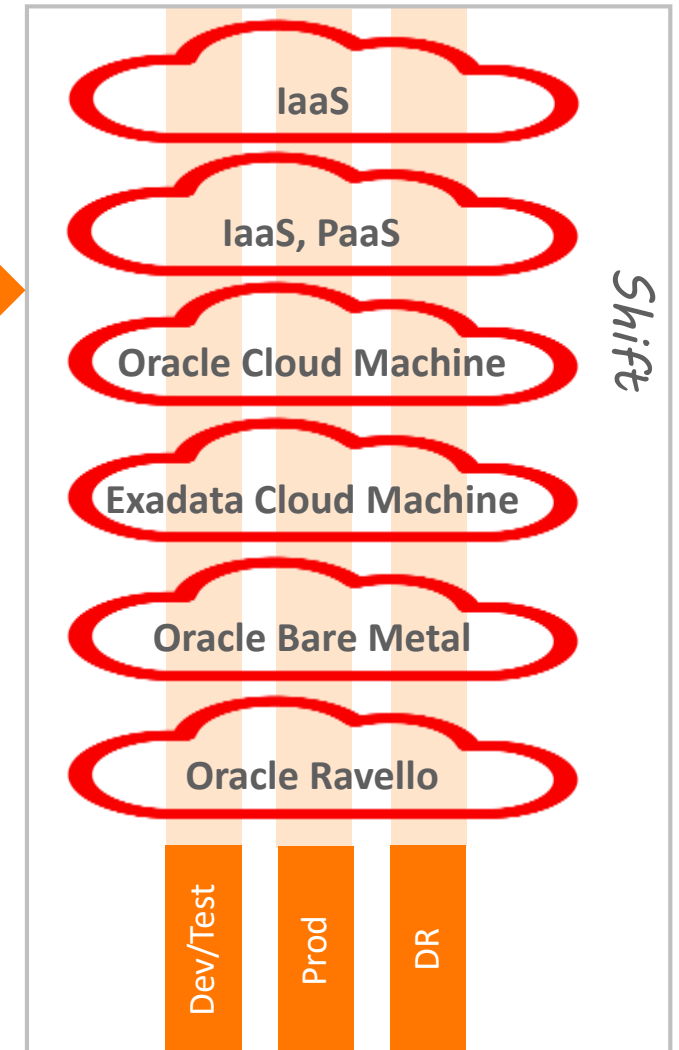 IaaS
IaaS, PaaS
Shift
Oracle Cloud Machine
Exadata Cloud Machine
Oracle Bare Metal
Oracle Ravello
Dev/Test
Prod
DR